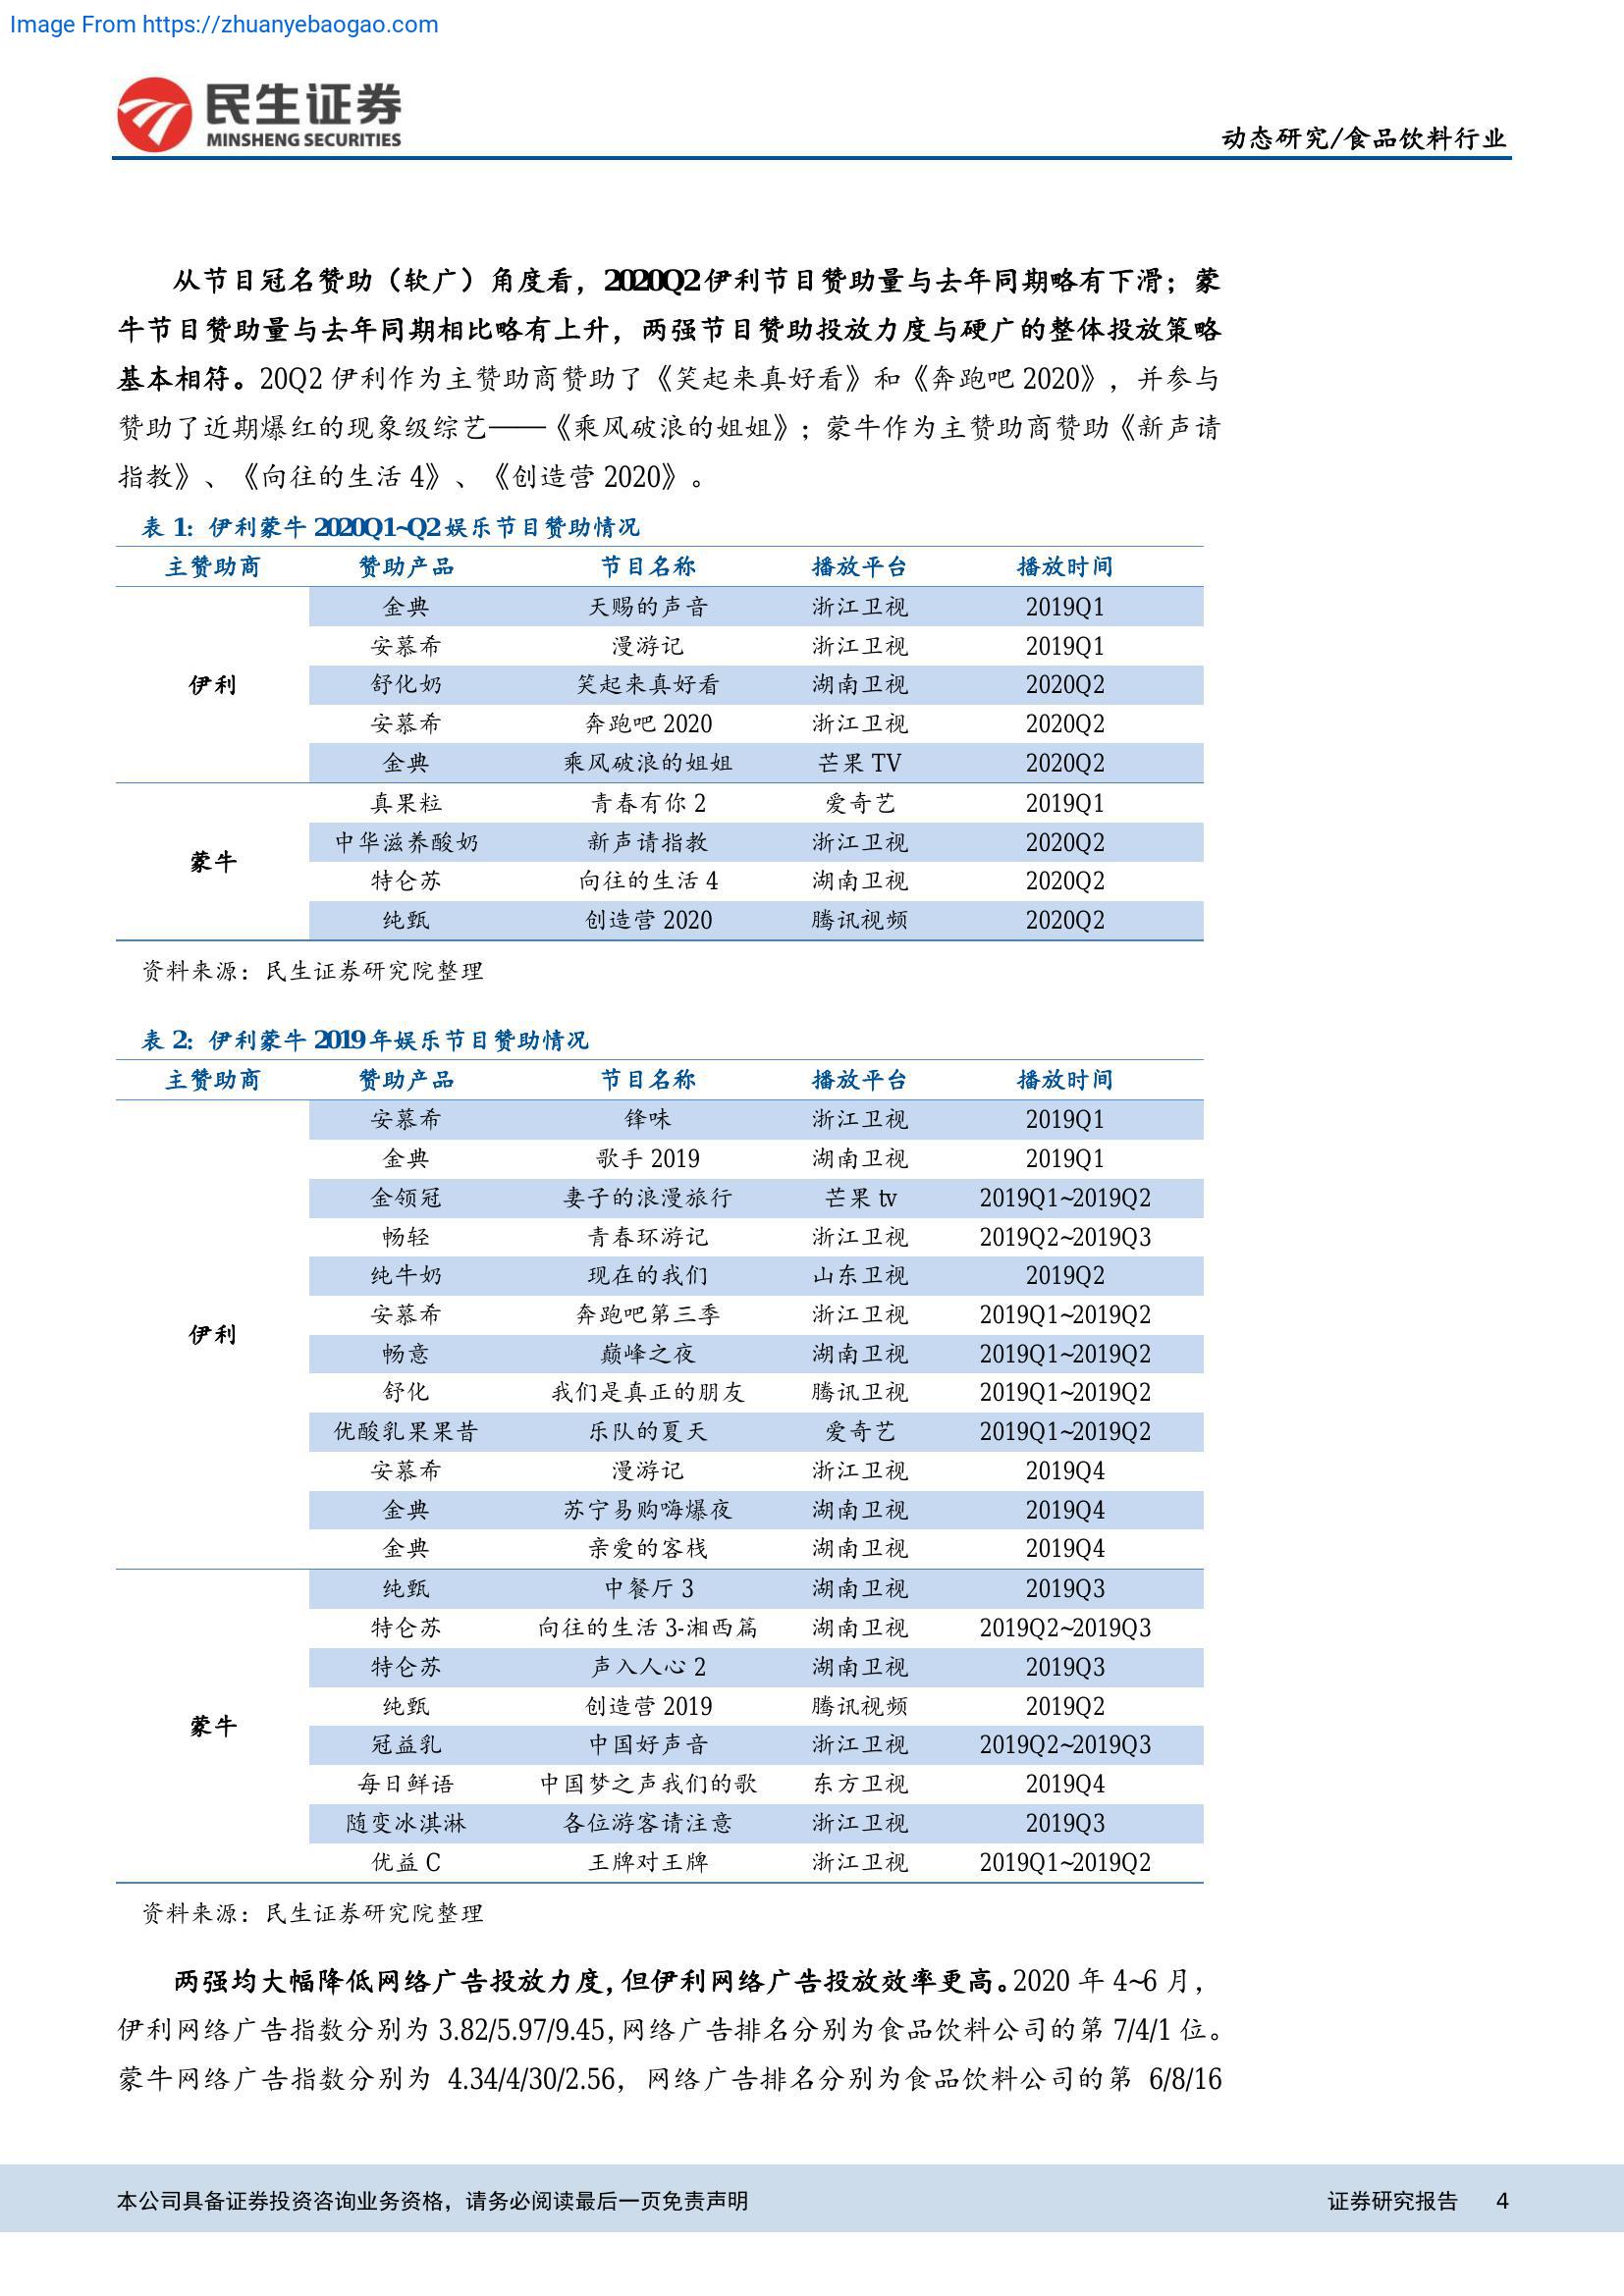 Image From https://zhuanyebaogao.com
民生证券
MINSHENG SECURITIES
动态研究/食品饮料行业
从节目冠名赞助（软广）角度看，2020Q2伊利节目赞助量与去年同期略有下滑；蒙
牛节目赞助量与去年同期相比略有上升，两强节目赞助投放力度与硬广的整体投放策略
基本相符。20Q2 伊利作为主赞助商赞助了《笑起来真好看》和《奔跑吧 2020》，并参与
赞助了近期爆红的现象级综艺——《乘风破浪的姐姐》；蒙牛作为主赞助商赞助《新声请
指教》、《向往的生活 4》、《创造营 2020》。
表 1: 伊利蒙牛 2020Q1~Q2 娱乐节目赞助情况
主赞助商 赞助产品 节目名称 播放平台 播放时间
金典 天赐的声音 浙江卫视 2019Q1
安慕希 漫游记 浙江卫视 2019Q1
伊利 舒化奶 笑起来真好看 湖南卫视 2020Q2
安慕希 奔跑吧 2020 浙江卫视 2020Q2
金典 乘风破浪的姐姐 芒果 TV 2020Q2
真果粒 青春有你 2 爱奇艺 2019Q1
中华滋养酸奶 新声请指教 浙江卫视 2020Q2
蒙牛
特仑苏 向往的生活 4 湖南卫视 2020Q2
纯甄 创造营 2020 腾讯视频 2020Q2
资料来源：民生证券研究院整理
表 2: 伊利蒙牛 2019 年娱乐节目赞助情况
主赞助商 赞助产品 节目名称 播放平台 播放时间
安慕希 锋味 浙江卫视 2019Q1
金典 歌手 2019 湖南卫视 2019Q1
金领冠 妻子的浪漫旅行 芒果 tv 2019Q1~2019Q2
畅轻 青春环游记 浙江卫视 2019Q2~2019Q3
纯牛奶 现在的我们 山东卫视 2019Q2
安慕希 奔跑吧第三季 浙江卫视 2019Q1~2019Q2
伊利
畅意 巅峰之夜 湖南卫视 2019Q1~2019Q2
舒化 我们是真正的朋友 腾讯卫视 2019Q1~2019Q2
优酸乳果果昔 乐队的夏天 爱奇艺 2019Q1~2019Q2
安慕希 漫游记 浙江卫视 2019Q4
金典 苏宁易购嗨爆夜 湖南卫视 2019Q4
金典 亲爱的客栈 湖南卫视 2019Q4
纯甄 中餐厅 3 湖南卫视 2019Q3
特仑苏 向往的生活 3-湘西篇 湖南卫视 2019Q2~2019Q3
特仑苏 声入人心 2 湖南卫视 2019Q3
纯甄 创造营 2019 腾讯视频 2019Q2
蒙牛
冠益乳 中国好声音 浙江卫视 2019Q2~2019Q3
每日鲜语 中国梦之声我们的歌 东方卫视 2019Q4
随变冰淇淋 各位游客请注意 浙江卫视 2019Q3
优益 C 王牌对王牌 浙江卫视 2019Q1~2019Q2
资料来源：民生证券研究院整理
两强均大幅降低网络广告投放力度，但伊利网络广告投放效率更高。2020 年 4~6 月，
伊利网络广告指数分别为 3.82/5.97/9.45，网络广告排名分别为食品饮料公司的第 7/4/1 位。
蒙牛网络广告指数分别为 4.34/4/30/2.56，网络广告排名分别为食品饮料公司的第 6/8/16
本公司具备证券投资咨询业务资格，请务必阅读最后一页免责声明 证券研究报告 4